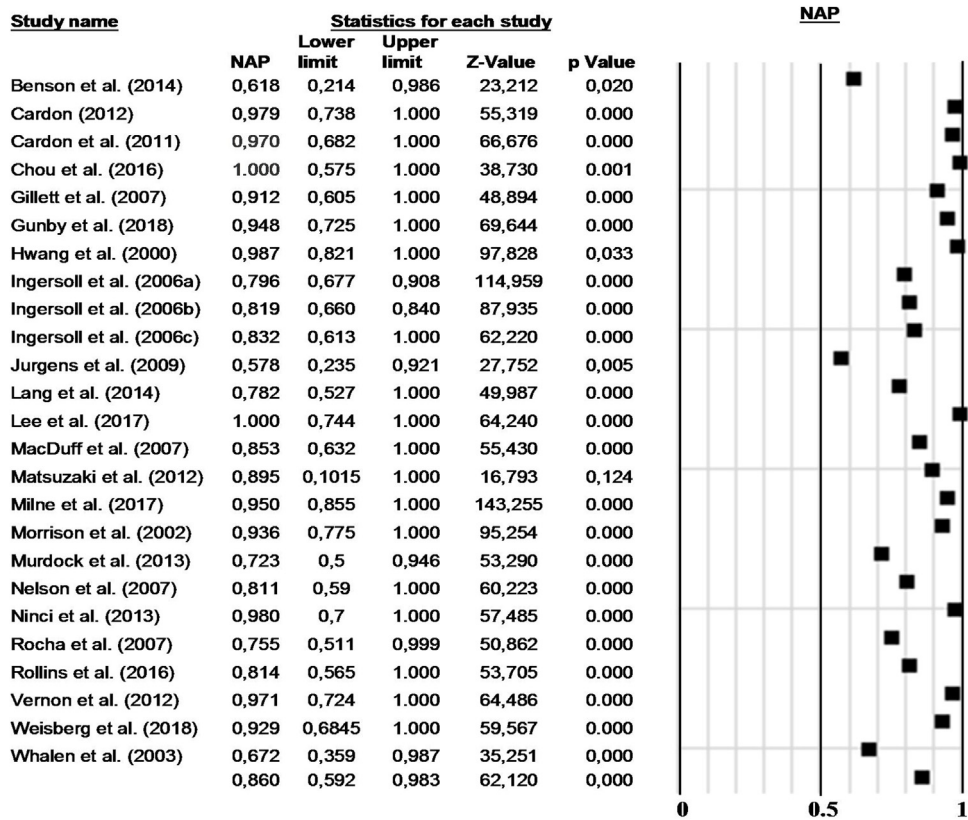 Study name Statistics for each study NAP
NAP Lower limit Upper limit Z-Value p Value
Benson et al. (2014) 0,618 0,214 0,986 23,212 0,020
Cardon (2012) 0,979 0,738 1.000 55,319 0.000
Cardon et al. (2011) 0,970 0,682 1.000 66,676 0.000
Chou et al. (2016) 1.000 0,575 1.000 38,730 0.001
Gillett et al. (2007) 0,912 0,605 1.000 48,894 0.000
Gunby et al. (2018) 0,948 0,725 1.000 69,644 0.000
Hwang et al. (2000) 0,987 0,821 1.000 97,828 0,033
Ingersoll et al. (2006a) 0,796 0,677 0,908 114,959 0.000
Ingersoll et al. (2006b) 0,819 0,660 0,840 87,935 0.000
Ingersoll et al. (2006c) 0,832 0,613 1.000 62,220 0.000
Jurgens et al. (2009) 0,578 0,235 0,921 27,752 0,005
Lang et al. (2014) 0,782 0,527 1.000 49,987 0.000
Lee et al. (2017) 1.000 0,744 1.000 64,240 0.000
MacDuff et al. (2007) 0,853 0,632 1.000 55,430 0.000
Matsuzaki et al. (2012) 0,895 0,1015 1.000 16,793 0,124
Milne et al. (2017) 0,950 0,855 1.000 143,255 0.000
Morrison et al. (2002) 0,936 0,775 1.000 95,254 0.000
Murdock et al. (2013) 0,723 0,5 0,946 53,290 0.000
Nelson et al. (2007) 0,811 0,59 1.000 60,223 0.000
Ninci et al. (2013) 0,980 0,7 1.000 57,485 0.000
Rocha et al. (2007) 0,755 0,511 0,999 50,862 0.000
Rollins et al. (2016) 0,814 0,565 1.000 53,705 0.000
Vernon et al. (2012) 0,971 0,724 1.000 64,486 0.000
Weisberg et al. (2018) 0,929 0,6845 1.000 59,567 0.000
Whalen et al. (2003) 0,672 0,359 0,987 35,251 0,000
0,860 0,592 0,983 62,120 0,000
0 0.5 1